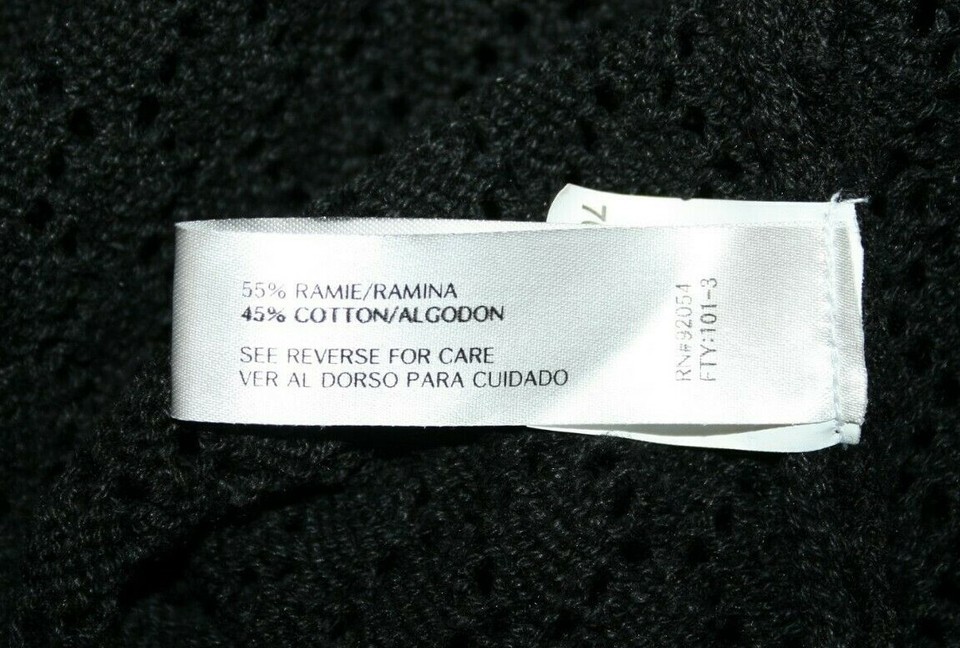 55% RAMIE/RAMINA
45% COTTON/ALGODON
SEE REVERSE FOR CARE
VER AL DORSO PARA CUIDADO
RN#92054
FTY:101-3